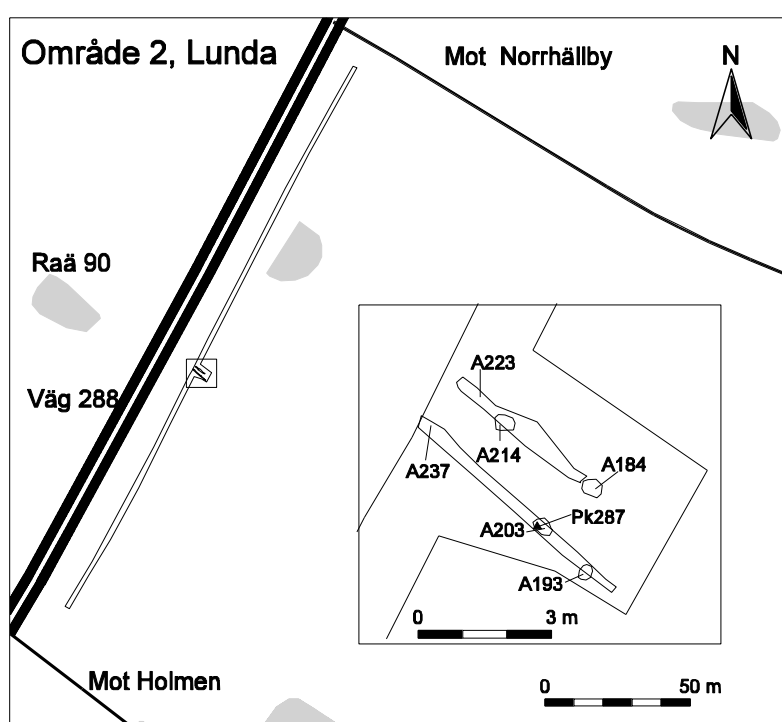 Område 2, Lunda
Mot Norrhällby
N
Raä 90
Väg 288
A223
A214
A237
A184
Pk287
A203
A193
0 3 m
Mot Holmen
0 50 m